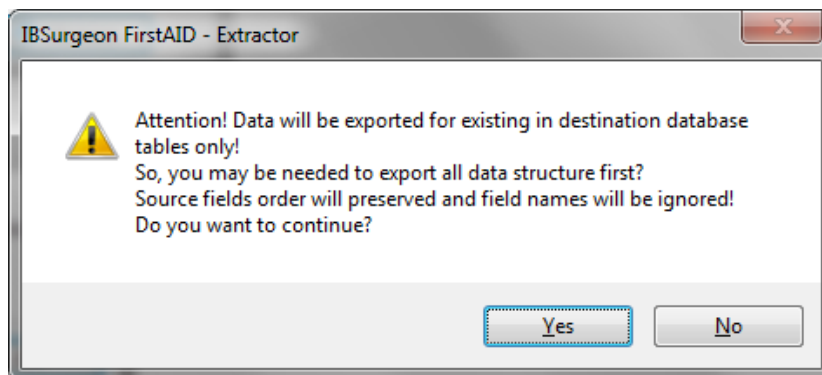 IBSurgeon FirstAID - Extractor
Attention! Data will be exported for existing in destination database
tables only!
So, you may be needed to export all data structure first?
Source fields order will preserved and field names will be ignored!
Do you want to continue?
Yes
No